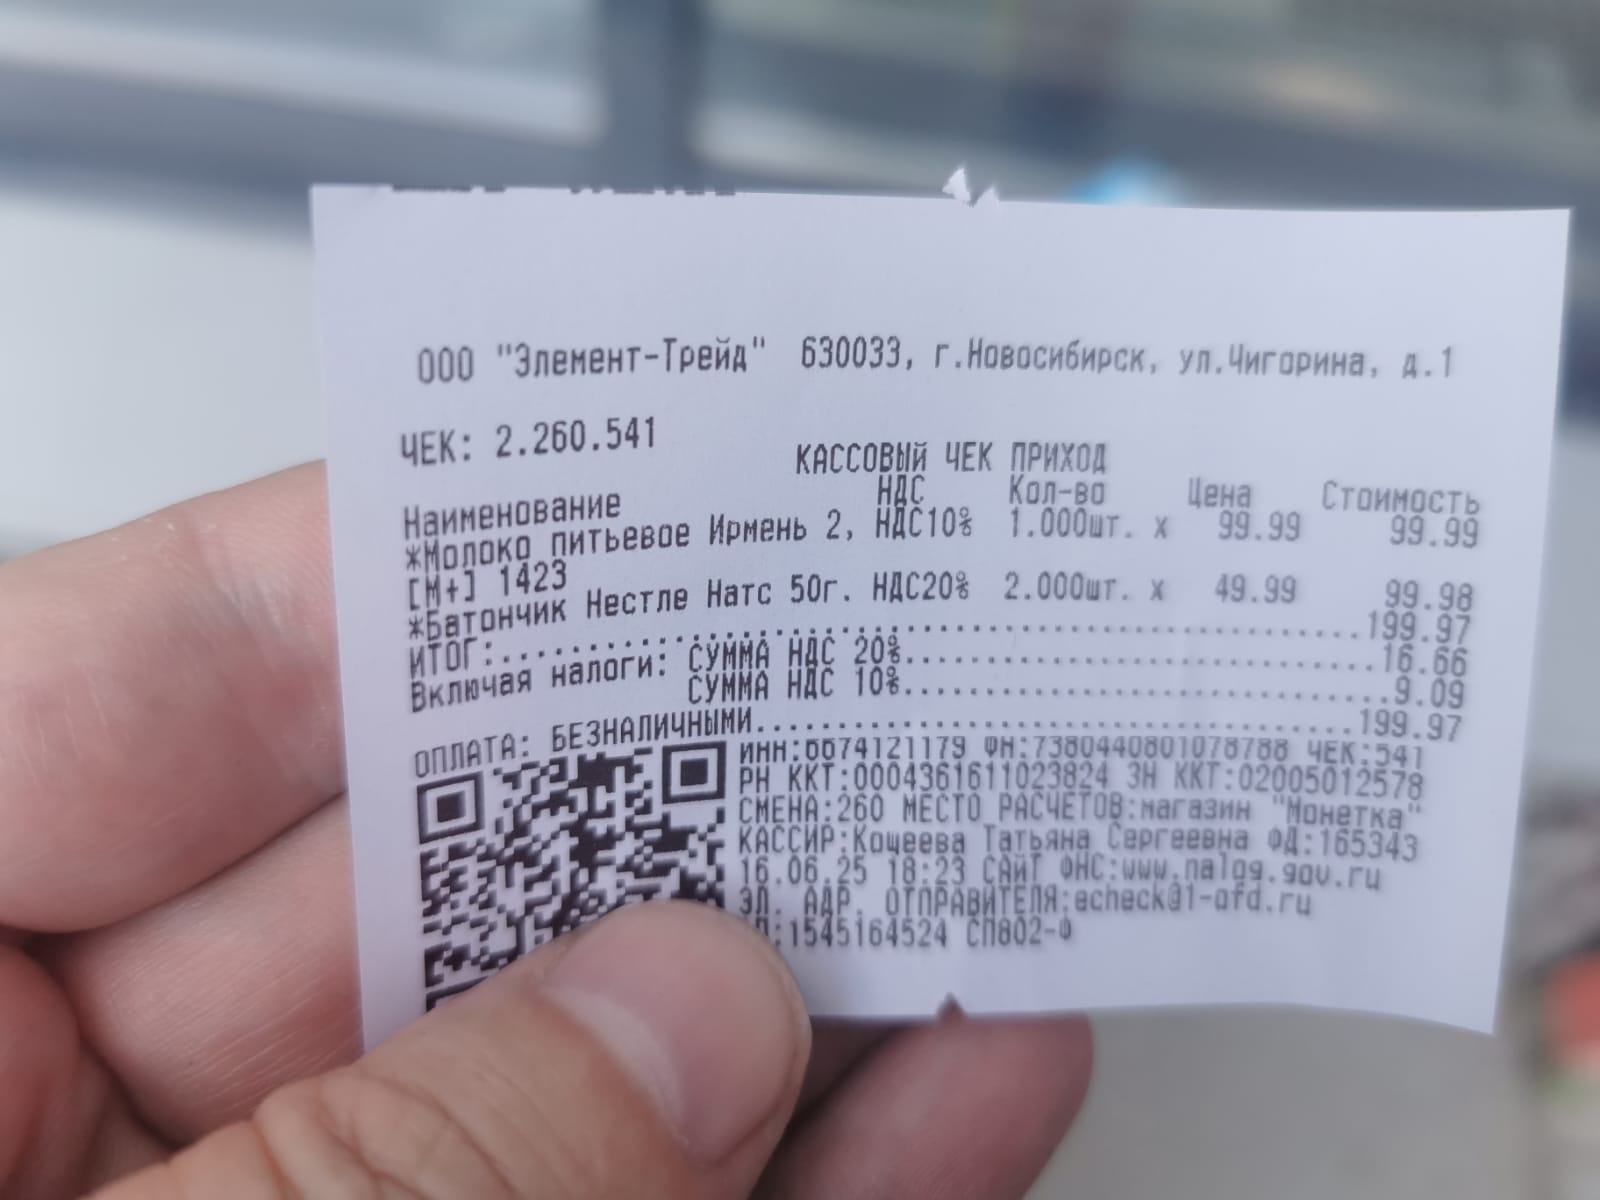 ООО "Элемент-Трейд" 630033, г.Новосибирск, ул.Чигорина, д.1
ЧЕК: 2.260.541
КАССОВЫЙ ЧЕК ПРИХОД
Наименование НДС Кол-во Цена Стоимость
*Молоко питьевое Ирмень 2, НДС10% 1.000шт. x 99.99 99.99
[М+] 1423
*Батончик Нестле Натс 50г. НДС20% 2.000шт. x 49.99 99.98
ИТОГ:..........................................199.97
Включая налоги: СУММА НДС 20%............................16.66
СУММА НДС 10%.............................9.09
ОПЛАТА: БЕЗНАЛИЧНЫМИ....................................199.97
ИНН:6674121179 ФН:7380440801078788 ЧЕК:541
РН ККТ:0004361611023824 ЗН ККТ:02005012578
СМЕНА:260 МЕСТО РАСЧЕТОВ:магазин "Монетка"
КАССИР:Кощеева Татьяна Сергеевна ФД:165343
16.06.25 18:23 САЙТ ФНС:www.nalog.gov.ru
ЭЛ. АДР. ОТПРАВИТЕЛЯ:echeck@1-ofd.ru
:1545164524 СП802-Ф